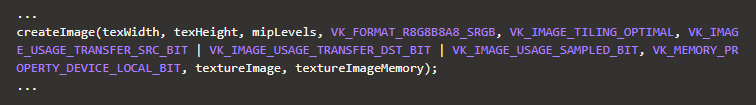 ...
createImage(texWidth, texHeight, mipLevels, VK_FORMAT_R8G8B8A8_SRGB, VK_IMAGE_TILING_OPTIMAL, VK_IMAG
E_USAGE_TRANSFER_SRC_BIT | VK_IMAGE_USAGE_TRANSFER_DST_BIT | VK_IMAGE_USAGE_SAMPLED_BIT, VK_MEMORY_PR
OPERTY_DEVICE_LOCAL_BIT, textureImage, textureImageMemory);
...